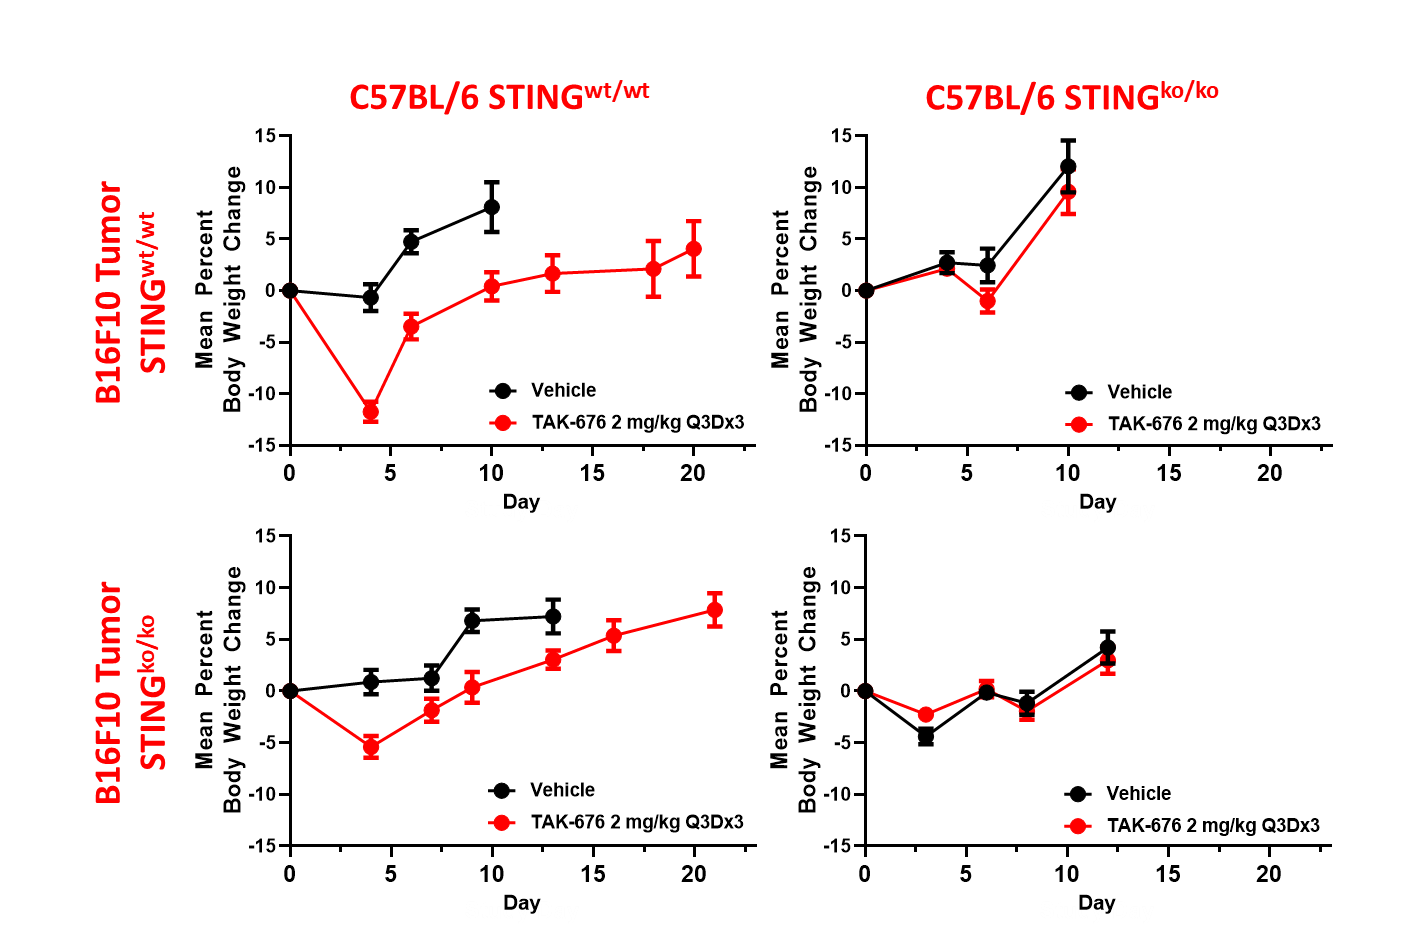 C57BL/6 STINGwt/wt
C57BL/6 STINGko/ko
B16F10 Tumor
STINGwt/wt
Mean Percent
Body Weight Change
15
10
5
0
-5
-10
-15
Vehicle
TAK-676 2 mg/kg Q3Dx3
0 5 10 15 20
Day
Mean Percent
Body Weight Change
15
10
5
0
-5
-10
-15
Vehicle
TAK-676 2 mg/kg Q3Dx3
0 5 10 15 20
Day
B16F10 Tumor
STINGko/ko
Mean Percent
Body Weight Change
15
10
5
0
-5
-10
-15
Vehicle
TAK-676 2 mg/kg Q3Dx3
0 5 10 15 20
Day
Mean Percent
Body Weight Change
15
10
5
0
-5
-10
-15
Vehicle
TAK-676 2 mg/kg Q3Dx3
0 5 10 15 20
Day